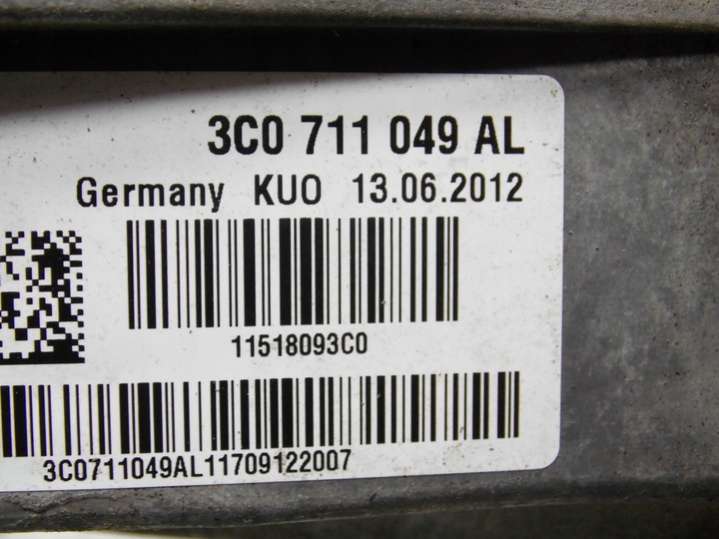 3C0 711 049 AL
Germany KUO 13.06.2012
11518093C0
3C0711049AL11709122007